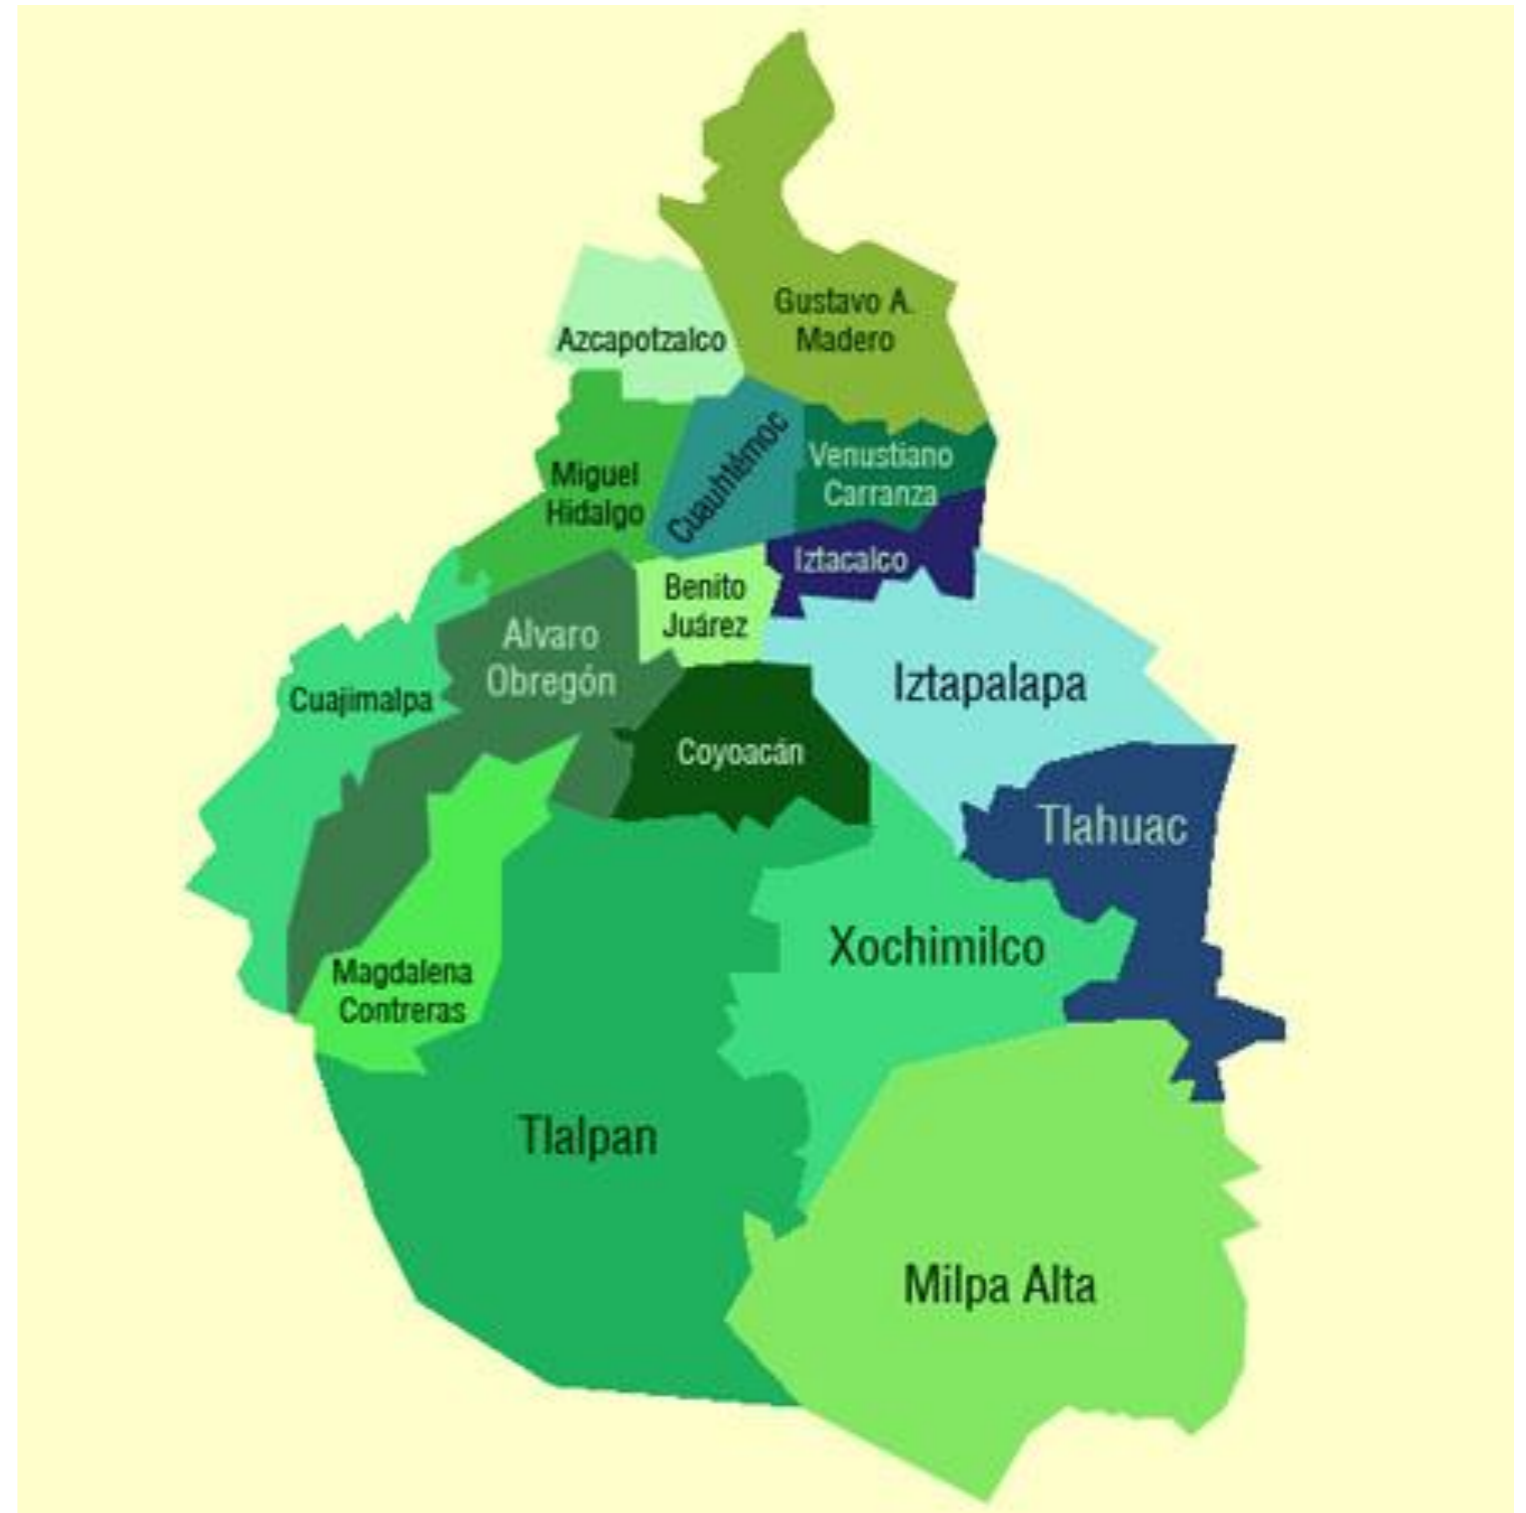 Gustavo A.
Madero
Azcapotzalco
Cuauhtémoc
Venustiano
Carranza
Miguel
Hidalgo
Iztacalco
Benito
Juárez
Alvaro
Obregón
Iztapalapa
Cuajimalpa
Coyoacán
Tlahuac
Xochimilco
Magdalena
Contreras
Tlalpan
Milpa Alta